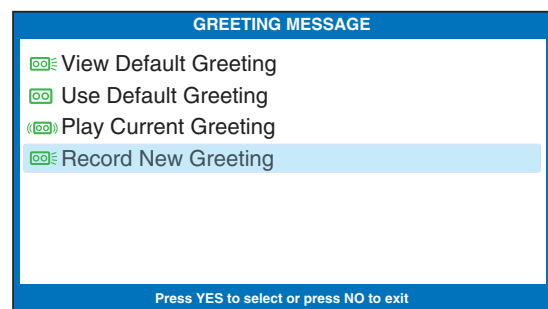 GREETING MESSAGE
View Default Greeting
Use Default Greeting
Play Current Greeting
Record New Greeting
Press YES to select or press NO to exit